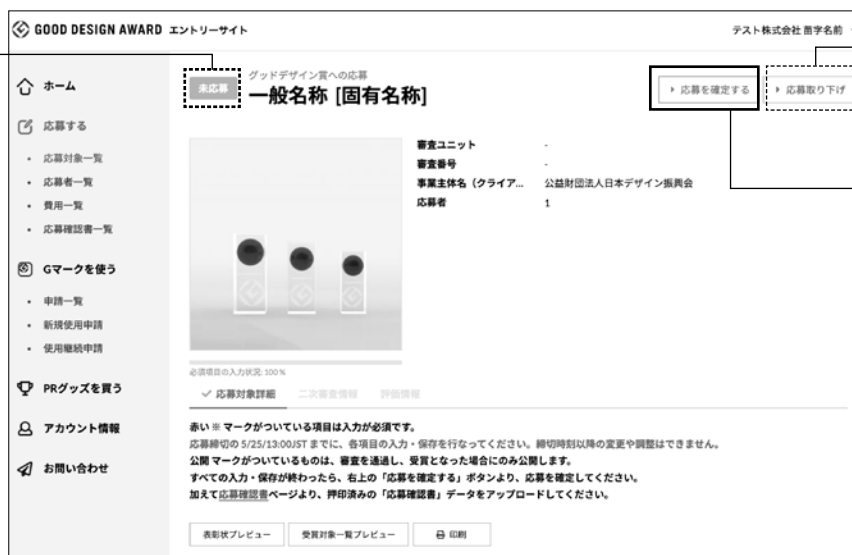 GOOD DESIGN AWARD エントリーサイト
テスト株式会社 苗字名前
ホーム
応募する
・ 応募対象一覧
・ 応募者一覧
・ 費用一覧
・ 応募確認書一覧
Gマークを使う
・ 申請一覧
・ 新規使用申請
・ 使用継続申請
PRグッズを買う
アカウント情報
お問い合わせ
未応募
グッドデザイン賞への応募
一般名称 [固有名称]
応募を確定する
応募取り下げ
審査ユニット -
審査番号 -
事業主体名（クライア... 公益財団法人日本デザイン振興会
応募者 1
必須項目の入力状況: 100%
応募対象詳細 二次審査情報 評価情報
赤い ※ マークがついている項目は入力が必須です。
応募締切の 5/25/13:00JST までに、各項目の入力・保存を行なってください。締切時刻以降の変更や調整はできません。
公開 マークがついているものは、審査を通過し、受賞となった場合にのみ公開します。
すべての入力・保存が終わったら、右上の「応募を確定する」ボタンより、応募を確定してください。
加えて応募確認書ページより、押印済みの「応募確認書」データをアップロードしてください。
表彰状プレビュー
受賞対象一覧プレビュー
印刷